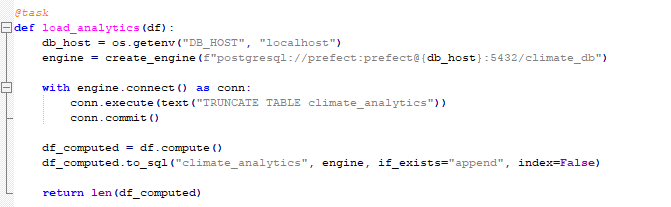 @task
def load_analytics(df):
    db_host = os.getenv("DB_HOST", "localhost")
    engine = create_engine(f"postgresql://prefect:prefect@{db_host}:5432/climate_db")
    with engine.connect() as conn:
        conn.execute(text("TRUNCATE TABLE climate_analytics"))
        conn.commit()
    df_computed = df.compute()
    df_computed.to_sql("climate_analytics", engine, if_exists="append", index=False)
    return len(df_computed)